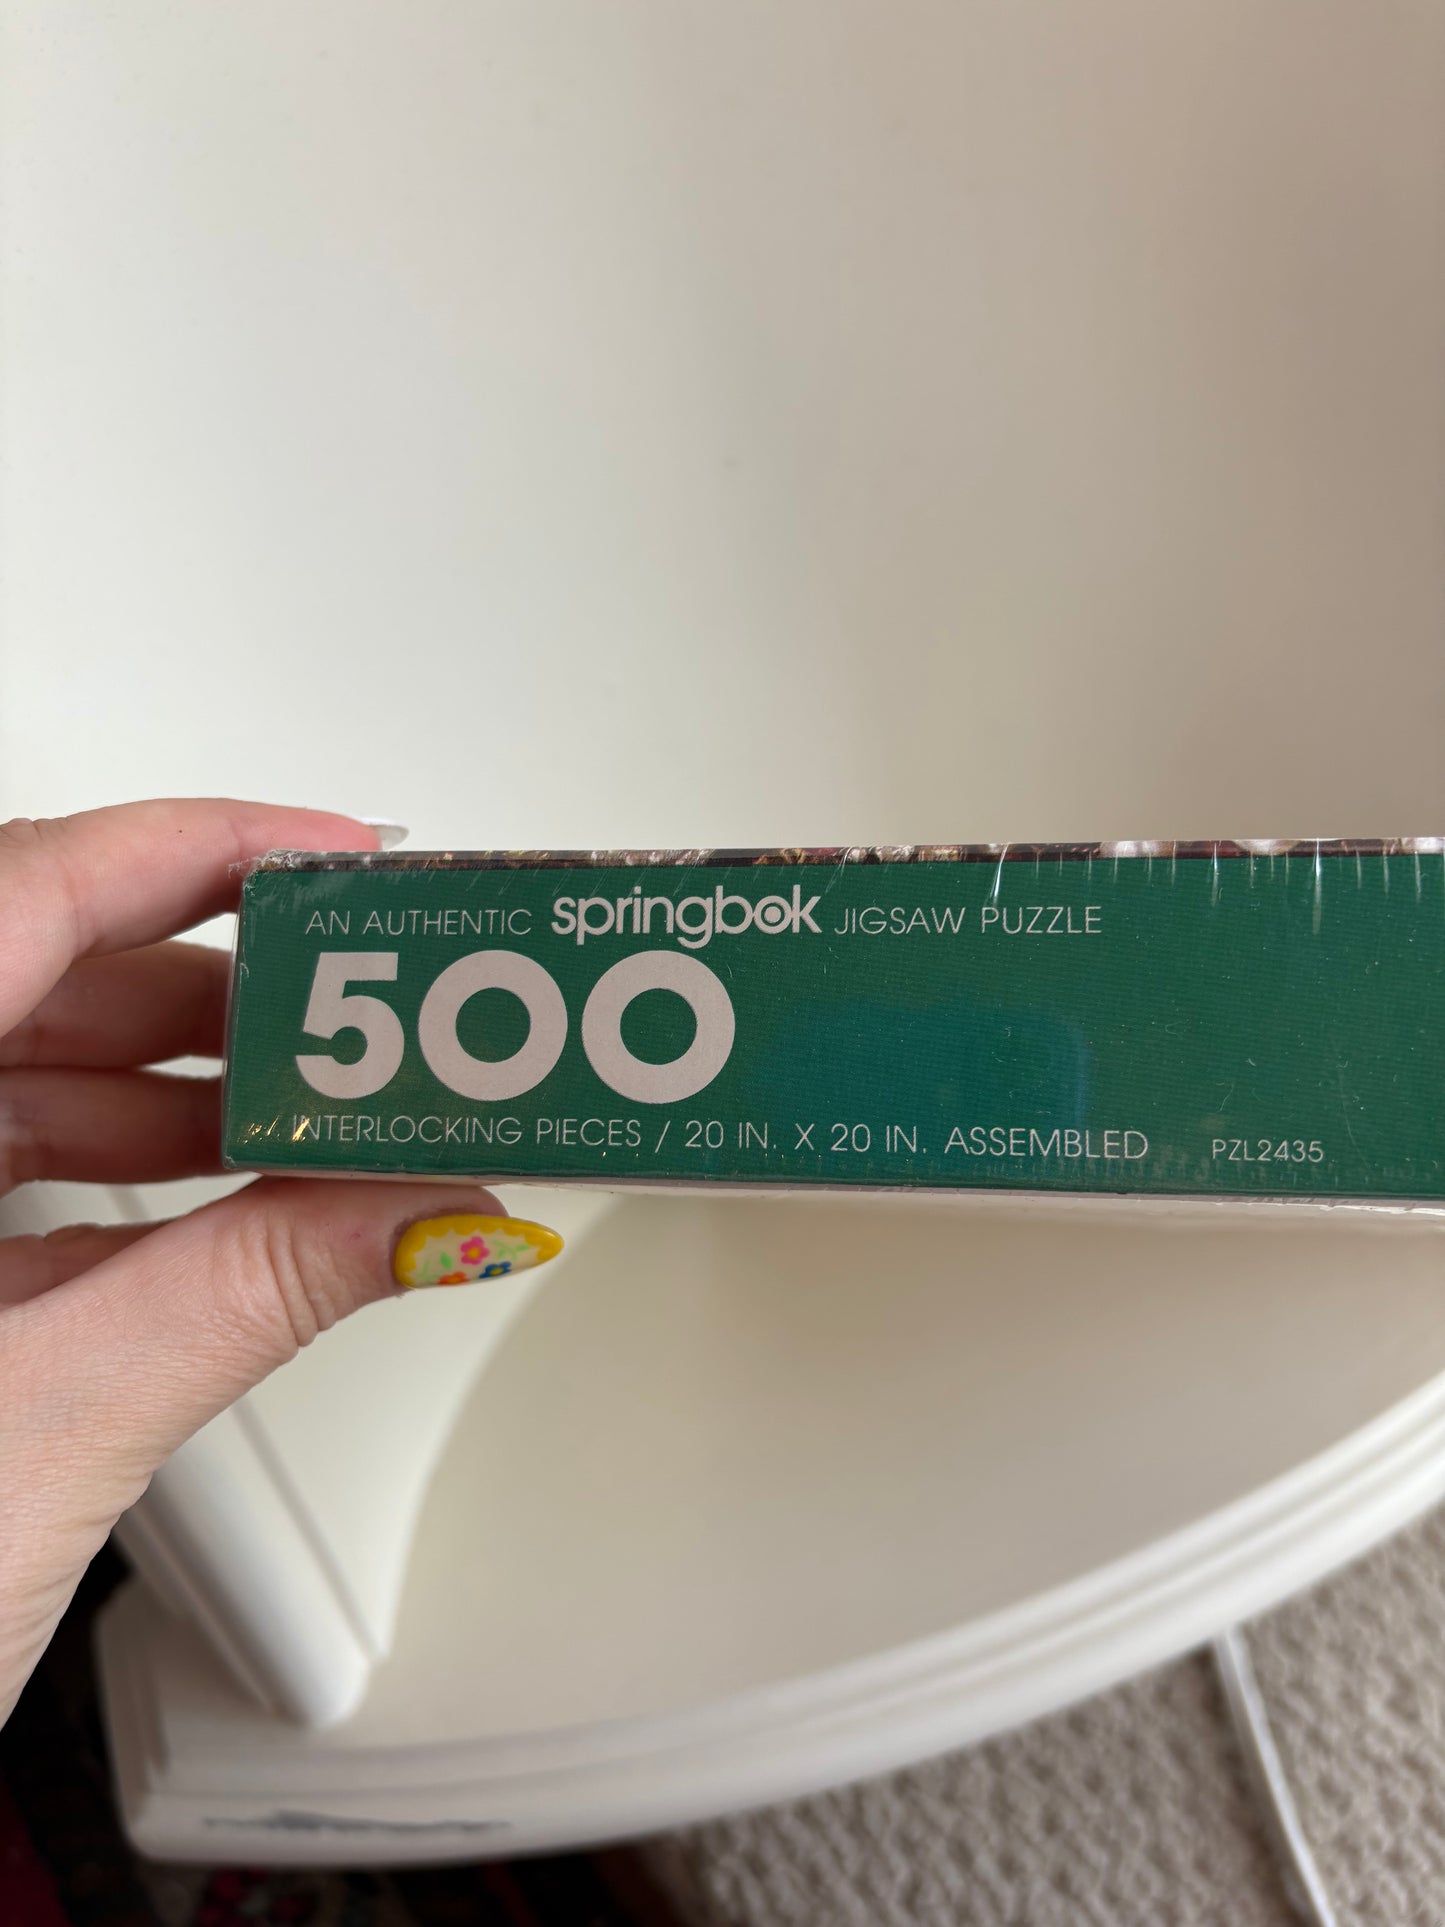 AN AUTHENTIC springbok JIGSAW PUZZLE
500
INTERLOCKING PIECES / 20 IN. X 20 IN. ASSEMBLED PZL2435